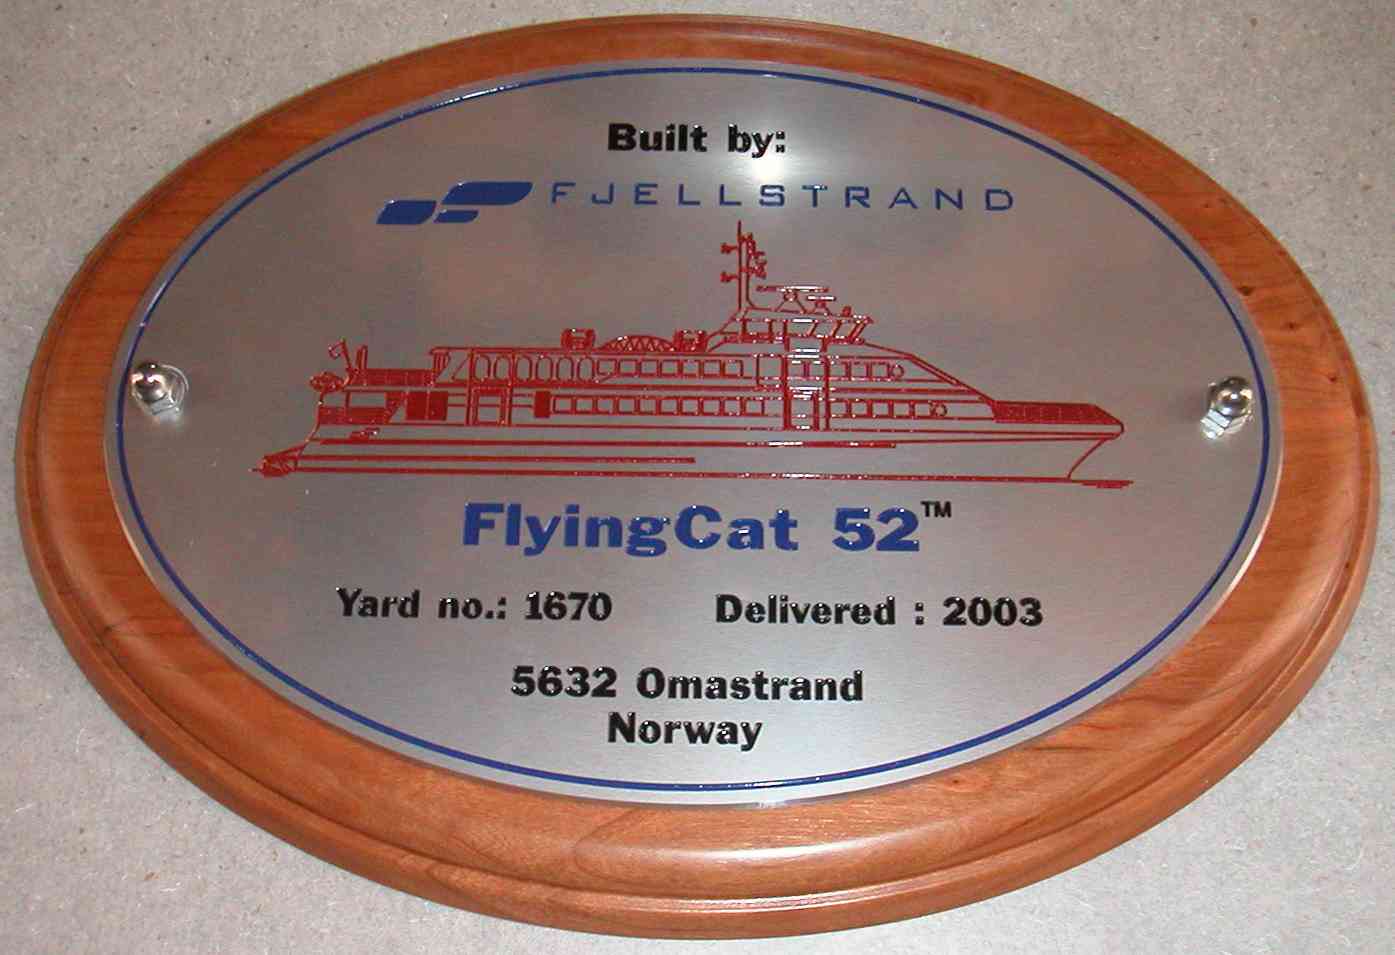 Built by:
FJELLSTRAND
FlyingCat 52™
Yard no.: 1670 Delivered : 2003
5632 Omastrand
Norway